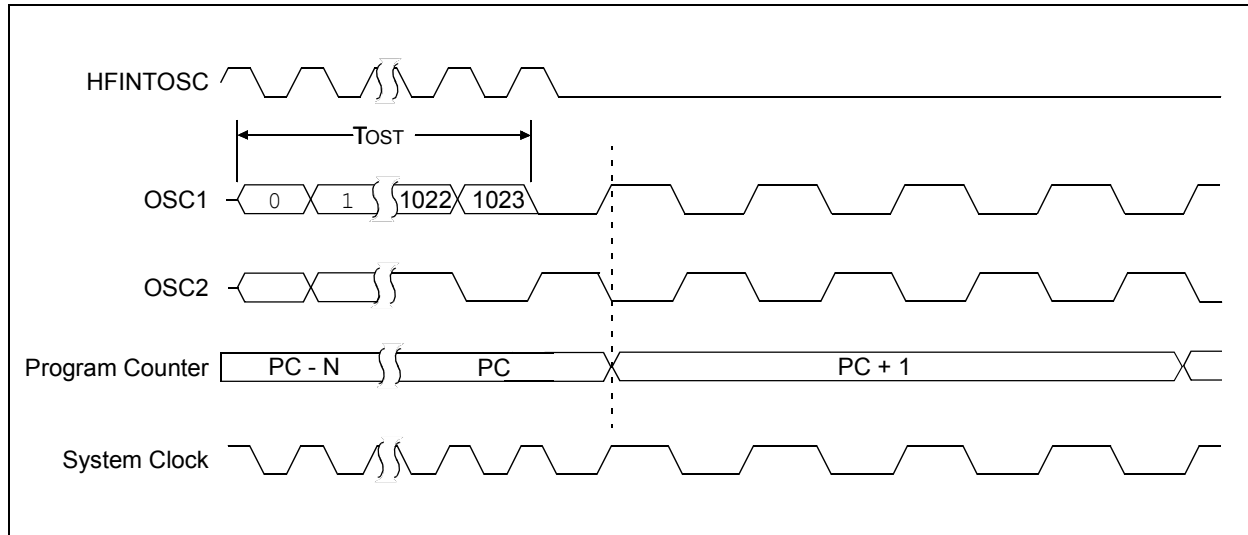 HFINTOSC
TOST
OSC1 0 1 1022 1023
OSC2
Program Counter PC - N PC PC + 1
System Clock